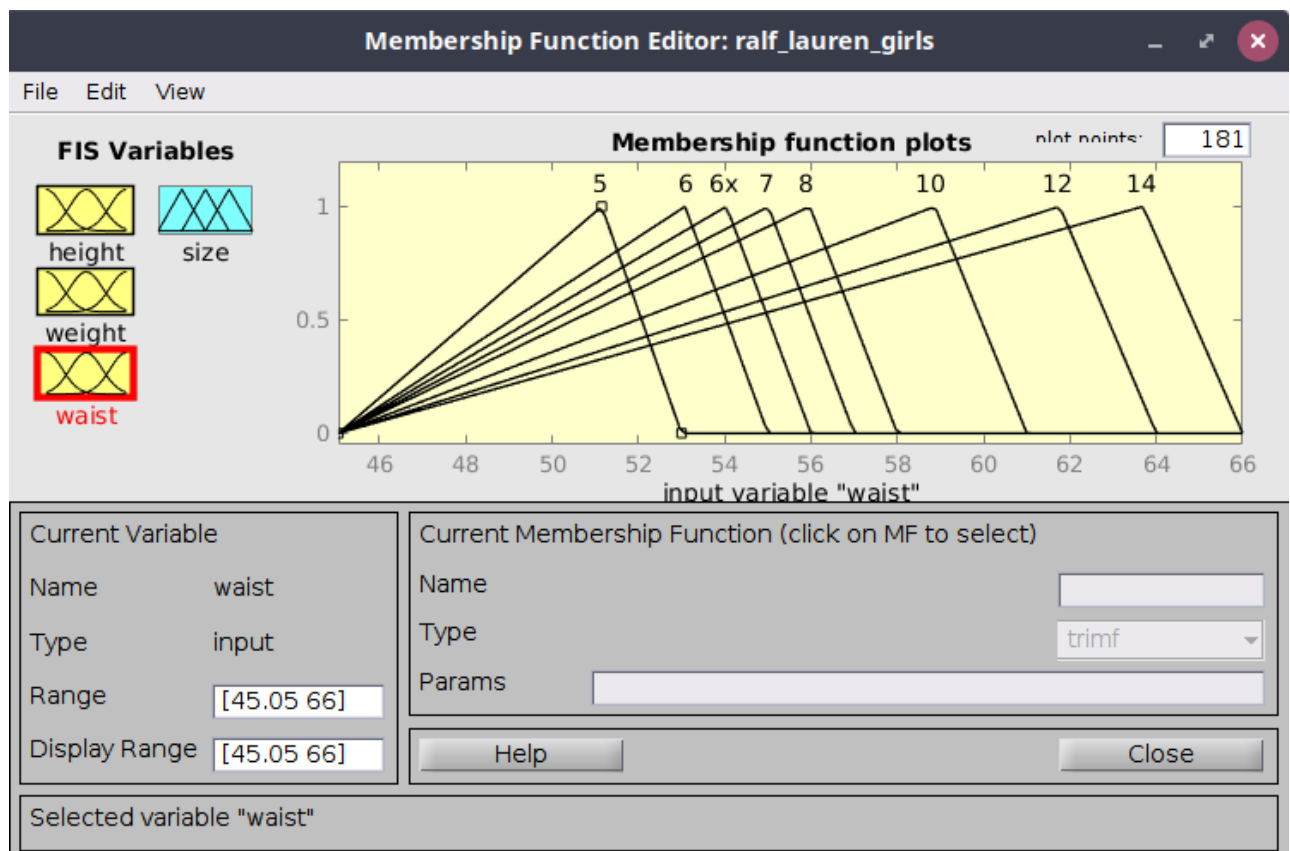 Membership Function Editor: ralf_lauren_girls
File Edit View
FIS Variables
height
size
weight
waist
Membership function plots
plot points:
181
5 6 6x 7 8 10 12 14
1
0.5
0
46 48 50 52 54 56 58 60 62 64 66
input variable "waist"
Current Variable
Name waist
Type input
Range [45.05 66]
Display Range [45.05 66]
Current Membership Function (click on MF to select)
Name
Type trimf
Params
Help Close
Selected variable "waist"